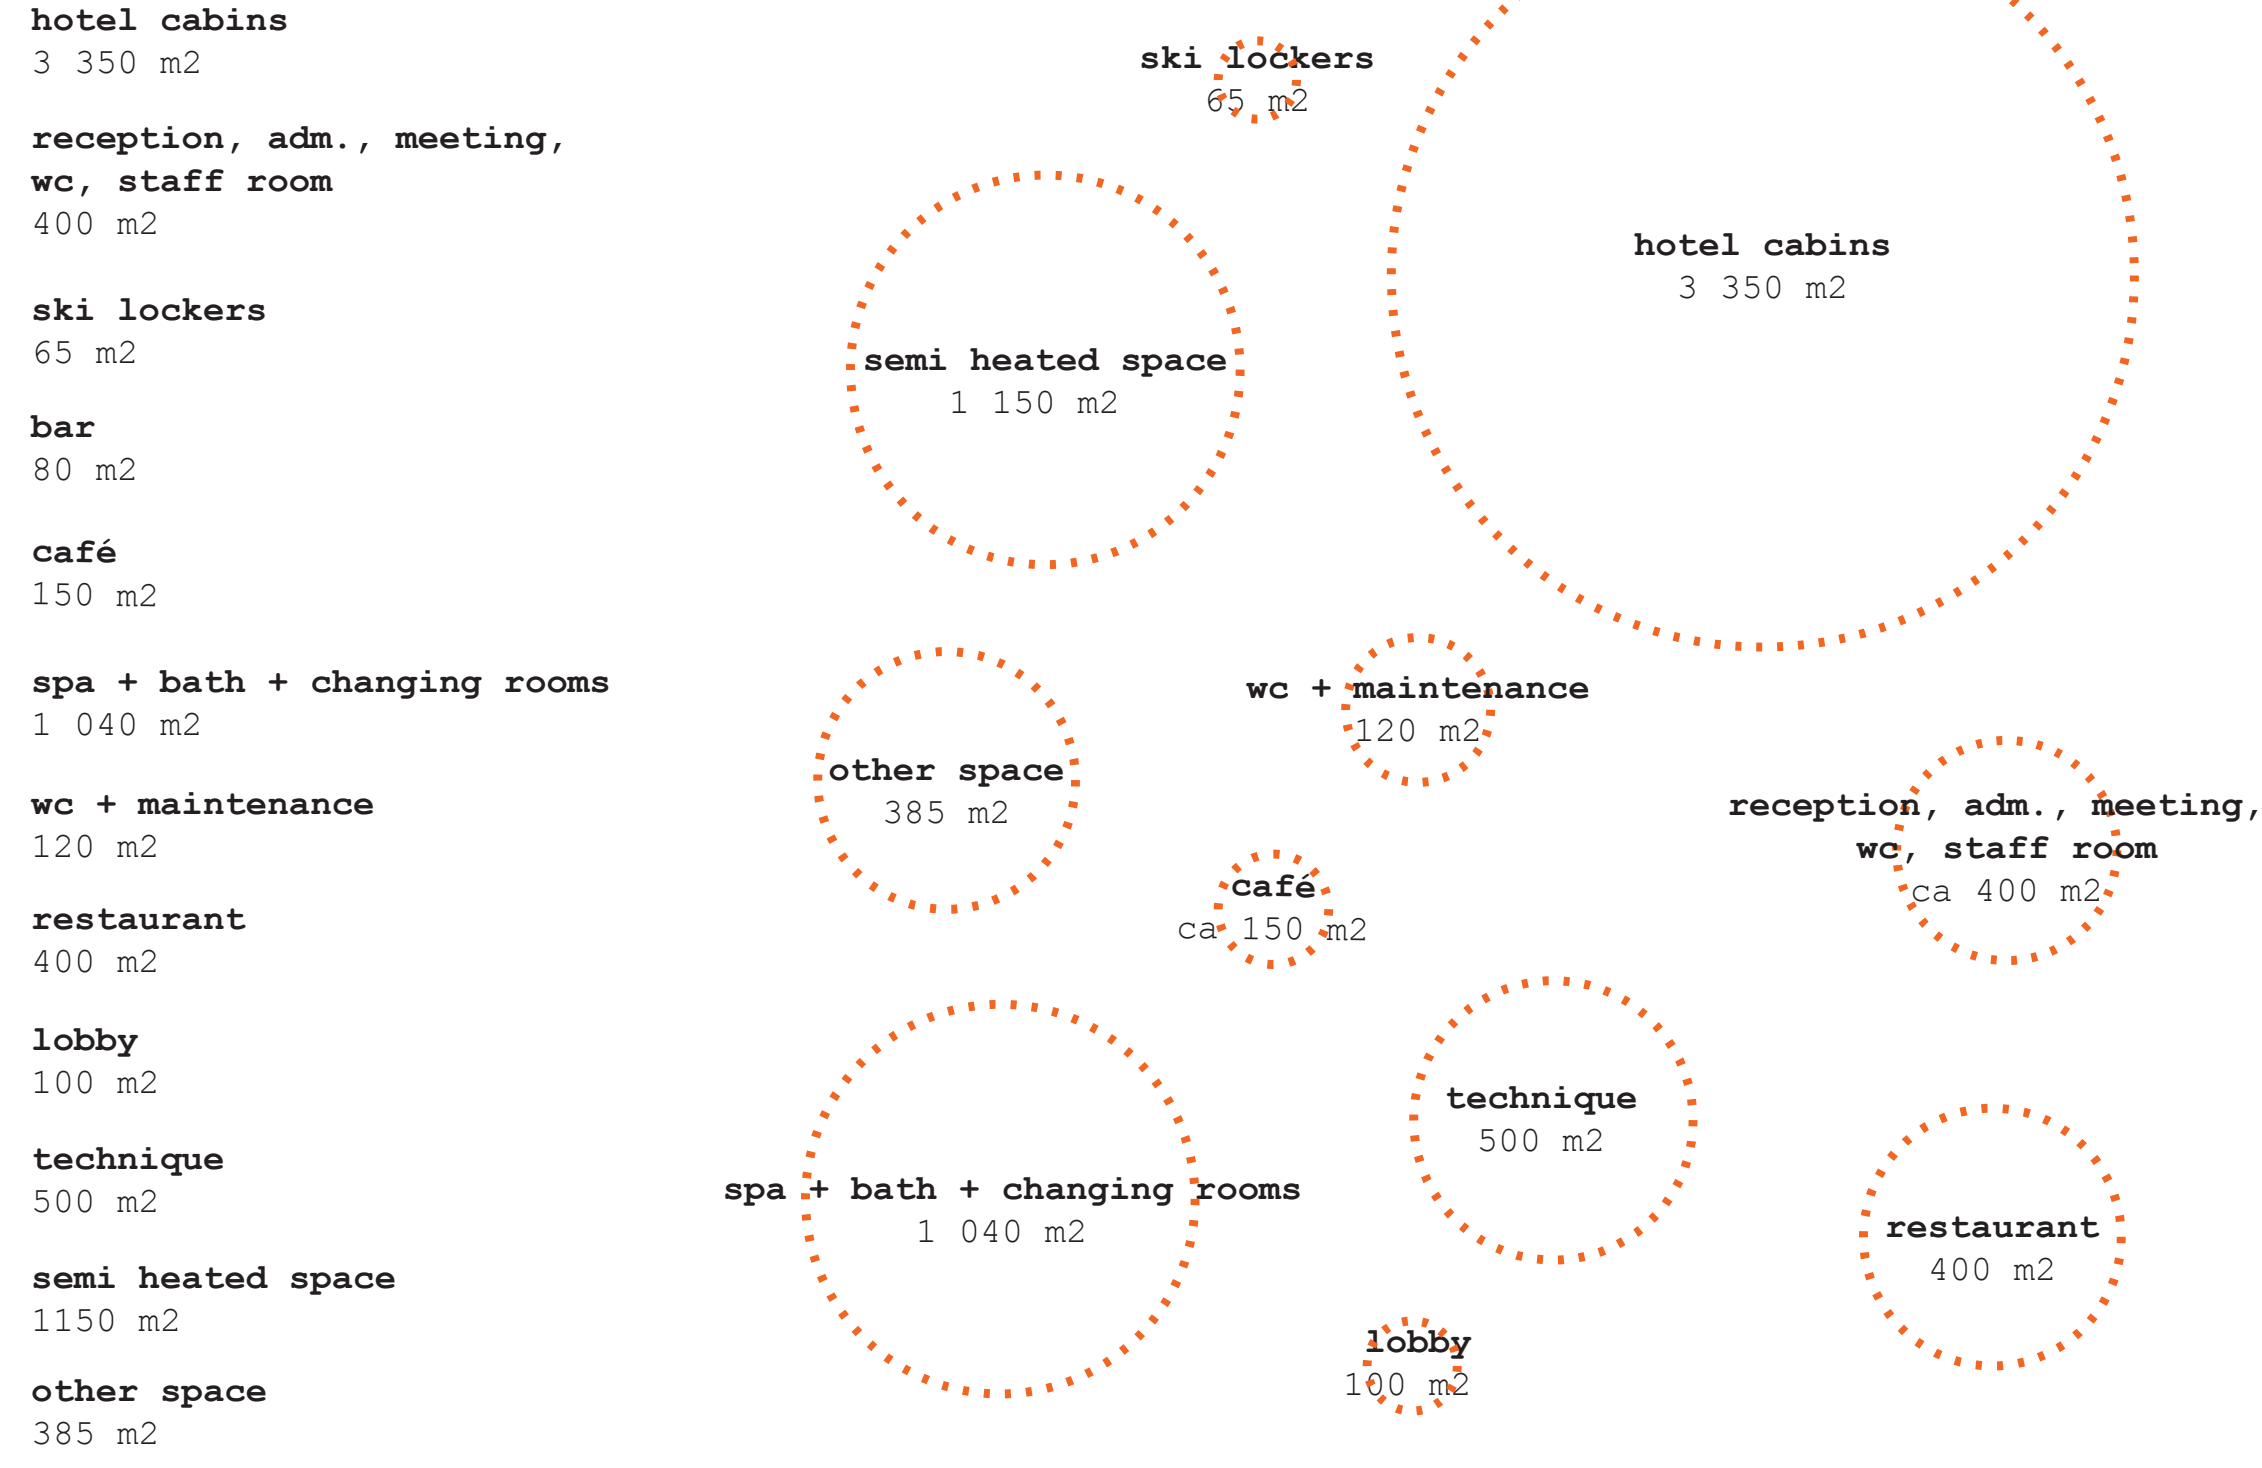 hotel cabins
3 350 m2
reception, adm., meeting,
wc, staff room
400 m2
ski lockers
65 m2
bar
80 m2
café
150 m2
spa + bath + changing rooms
1 040 m2
wc + maintenance
120 m2
restaurant
400 m2
lobby
100 m2
technique
500 m2
semi heated space
1150 m2
other space
385 m2
ski lockers
65 m2
hotel cabins
3 350 m2
semi heated space
1 150 m2
wc + maintenance
120 m2
other space
385 m2
reception, adm., meeting,
wc, staff room
ca 400 m2
café
ca 150 m2
technique
500 m2
spa + bath + changing rooms
1 040 m2
restaurant
400 m2
lobby
100 m2